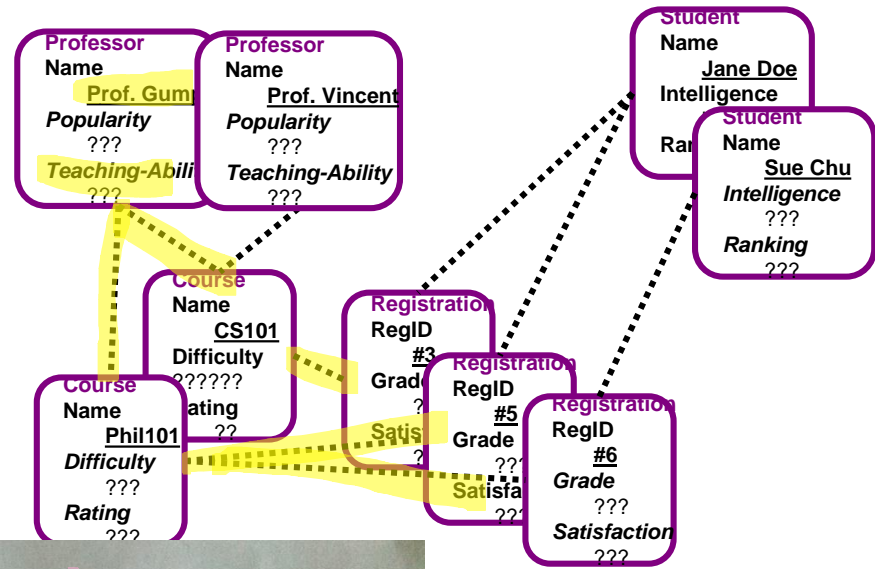 Professor
Name
Prof. Gump
Popularity
???
Teaching-Abili
???
Professor
Name
Prof. Vincent
Popularity
???
Teaching-Ability
???
Student
Name
Jane Doe
Intelligence
Student
Name
Sue Chu
Intelligence
???
Ranking
???
Course
Name
CS101
Difficulty
??????
ating
??
Course
Name
Phil101
Difficulty
???
Rating
???
Registration
RegID
#3
Grade
?
Satis
?
Registration
RegID
#5
Grade
???
Satisfa
???
Registration
RegID
#6
Grade
???
Satisfaction
???